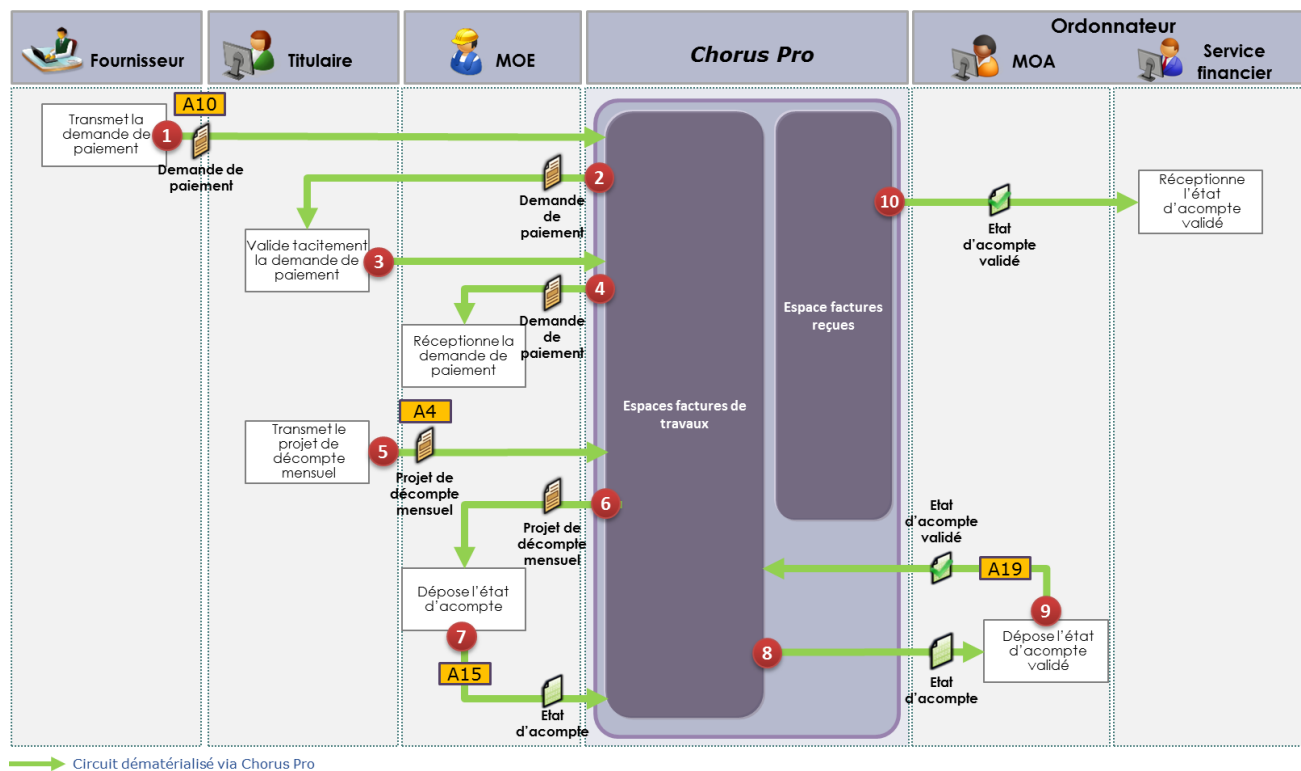 Fournisseur
Titulaire
MOE
Chorus Pro
Ordonnateur
MOA
Service
financier
A10
Transmet la
demande de
paiement
1
Demande de
paiement
2
Demande
de
paiement
10
Etat
d'acompte
validé
Réceptionne
l'état
d'acompte
validé
Valide tacitement
la demande de
paiement
3
4
Demande
de
paiement
Réceptionne la
demande de
paiement
Espace factures
reçues
Espaces factures de
travaux
A4
Transmet le
projet de
décompte
mensuel
5
Projet de
décompte
mensuel
6
Projet de
décompte
mensuel
Etat
d'acompte
validé
A19
9
Dépose l'état
d'acompte
7
A15
Etat
d'acompte
8
Etat
d'acompte
Dépose l'état
d'acompte
validé
Circuit dématérialisé via Chorus Pro